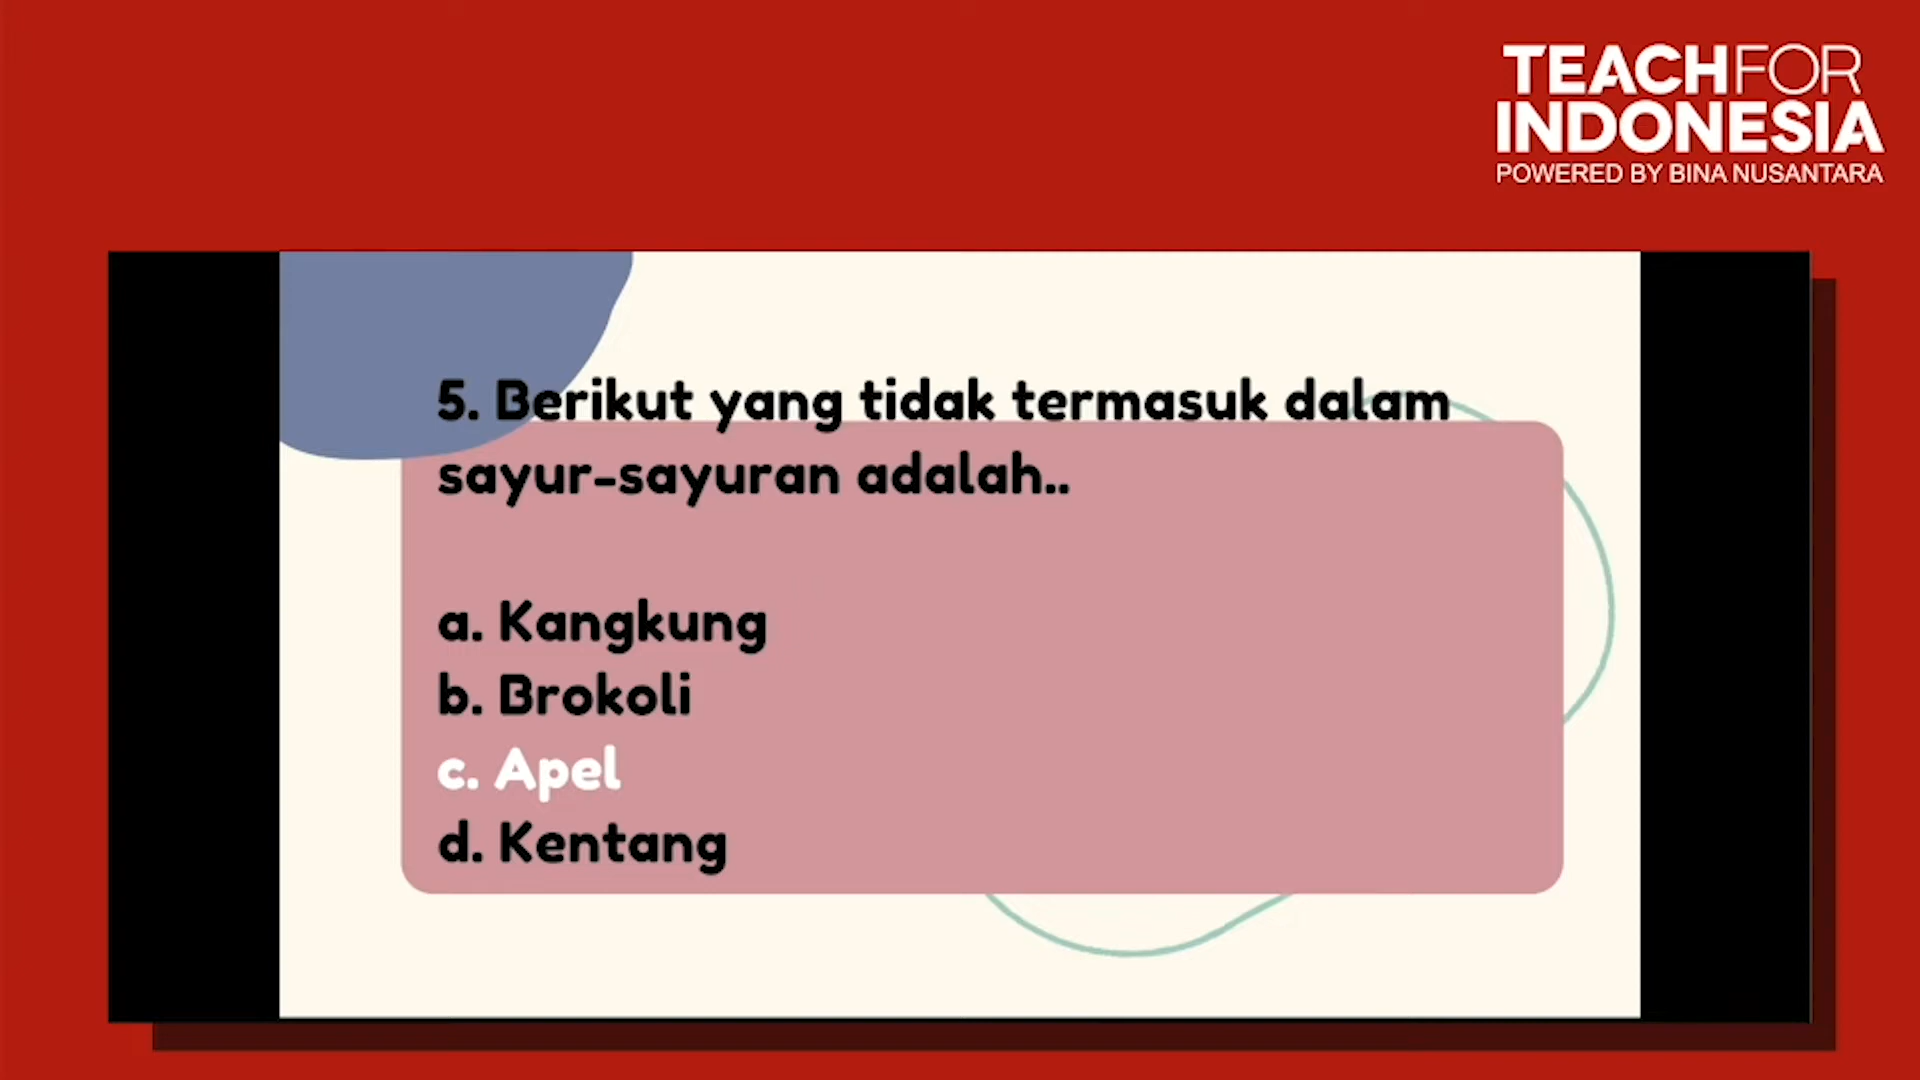 TEACHFOR
INDONESIA
POWERED BY BINA NUSANTARA
5. Berikut yang tidak termasuk dalam
sayur-sayuran adalah..
a. Kangkung
b. Brokoli
c. Apel
d. Kentang